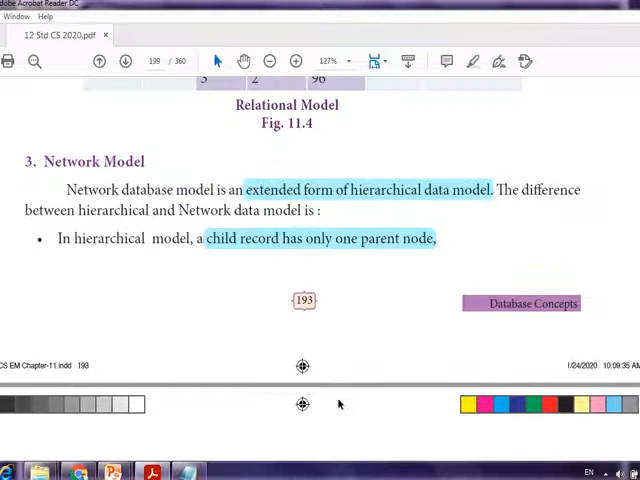 Adobe Acrobat Reader DC
Window Help
12 Std CS 2020.pdf ×
199 / 360 127%
3 2 96
Relational Model
Fig. 11.4
3. Network Model
Network database model is an extended form of hierarchical data model. The difference
between hierarchical and Network data model is :
• In hierarchical model, a child record has only one parent node,
193
Database Concepts
CS EM Chapter-11.indd 193
1/24/2020 10:09:35 AM
EN